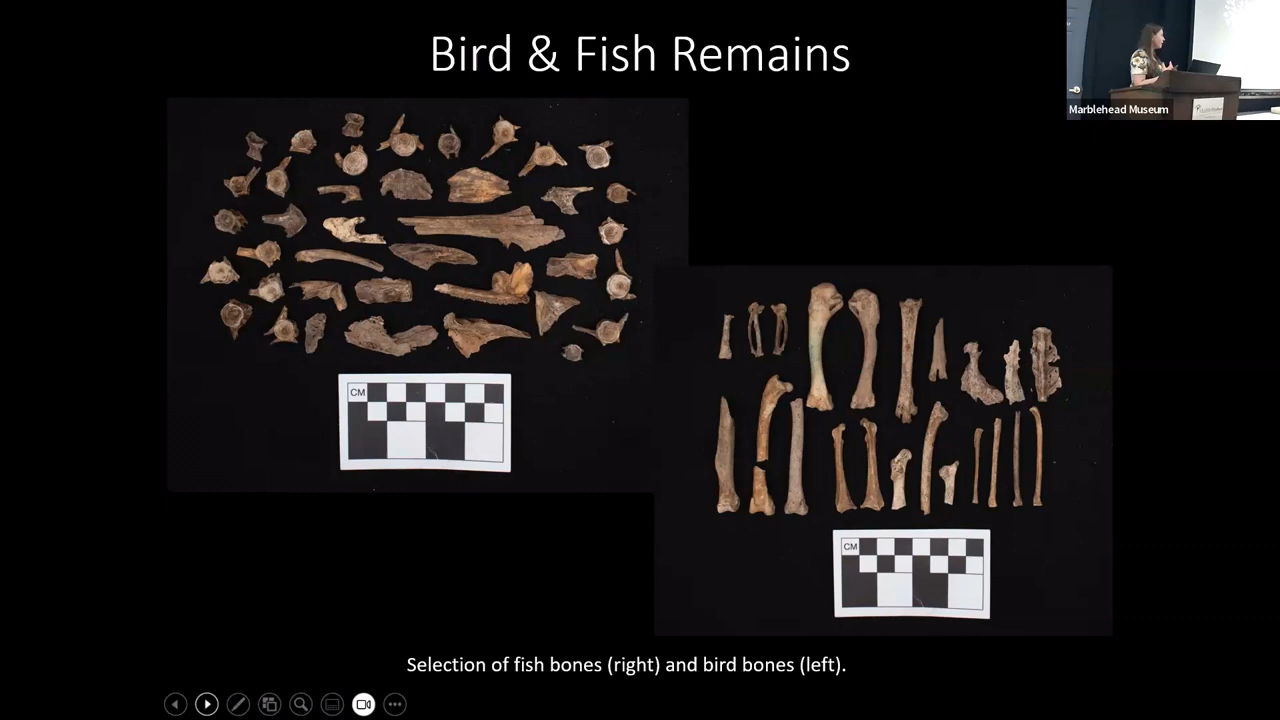 Bird & Fish Remains
Marblehead Museum
CM
CM
Selection of fish bones (right) and bird bones (left).